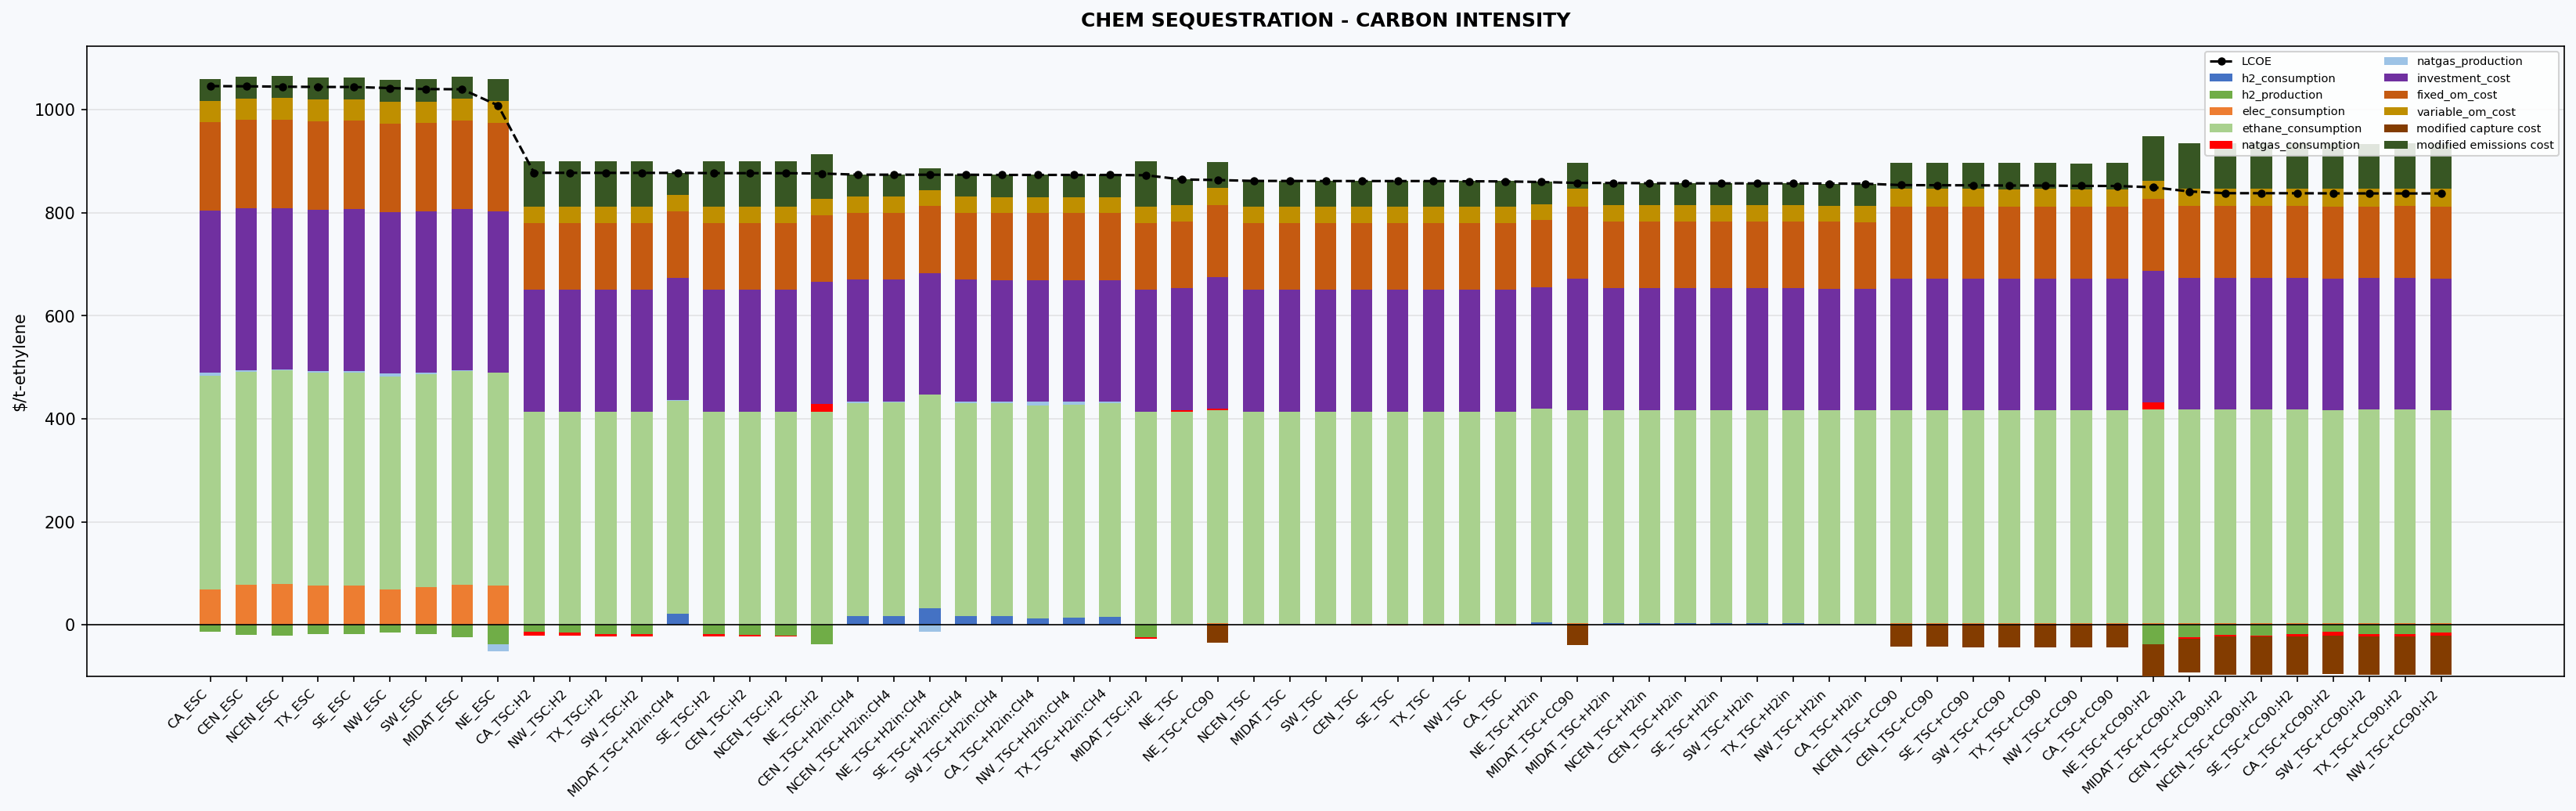 CHEM SEQUESTRATION - CARBON INTENSITY
LCOE
h2_consumption
h2_production
elec_consumption
ethane_consumption
natgas_consumption
natgas_production
investment_cost
fixed_om_cost
variable_om_cost
modified capture cost
modified emissions cost
$/t-ethylene
1000
800
600
400
200
0
CA_ESC
CEN_ESC
NCEN_ESC
TX_ESC
SE_ESC
NW_ESC
SW_ESC
MIDAT_ESC
NE_ESC
CA_TSC:H2
NW_TSC:H2
TX_TSC:H2
SW_TSC:H2
MIDAT_TSC+H2in:CH4
SE_TSC:H2
CEN_TSC:H2
NCEN_TSC:H2
NE_TSC:H2
CEN_TSC+H2in:CH4
NCEN_TSC+H2in:CH4
NE_TSC+H2in:CH4
SE_TSC+H2in:CH4
SW_TSC+H2in:CH4
CA_TSC+H2in:CH4
NW_TSC+H2in:CH4
TX_TSC+H2in:CH4
MIDAT_TSC:H2
NE_TSC
NE_TSC+CC90
NCEN_TSC
MIDAT_TSC
SW_TSC
CEN_TSC
SE_TSC
TX_TSC
NW_TSC
CA_TSC
NE_TSC+H2in
MIDAT_TSC+CC90
MIDAT_TSC+H2in
NCEN_TSC+H2in
CEN_TSC+H2in
SE_TSC+H2in
SW_TSC+H2in
TX_TSC+H2in
NW_TSC+H2in
CA_TSC+H2in
NCEN_TSC+CC90
CEN_TSC+CC90
SE_TSC+CC90
SW_TSC+CC90
TX_TSC+CC90
NW_TSC+CC90
CA_TSC+CC90
NE_TSC+CC90:H2
MIDAT_TSC+CC90:H2
CEN_TSC+CC90:H2
NCEN_TSC+CC90:H2
SE_TSC+CC90:H2
CA_TSC+CC90:H2
SW_TSC+CC90:H2
TX_TSC+CC90:H2
NW_TSC+CC90:H2